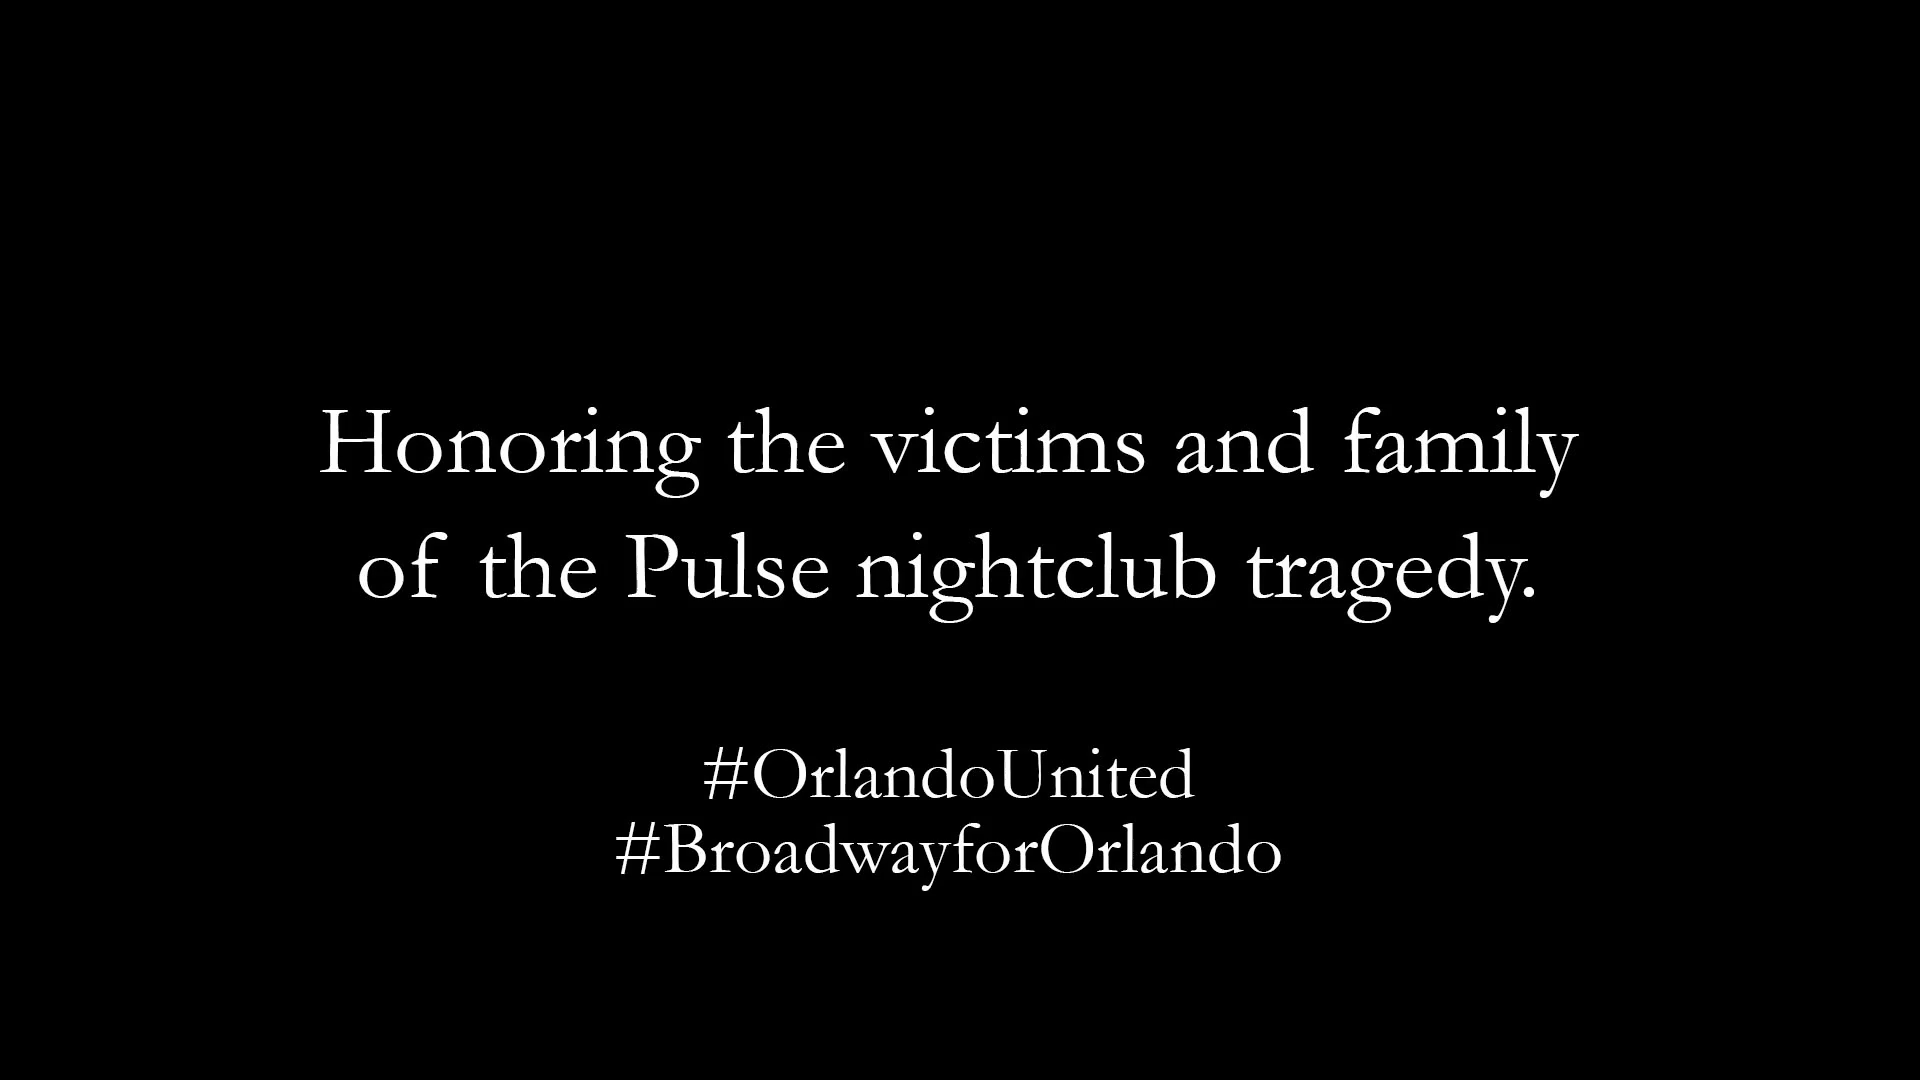 Honoring the victims and family
of the Pulse nightclub tragedy.
#OrlandoUnited
#BroadwayforOrlando